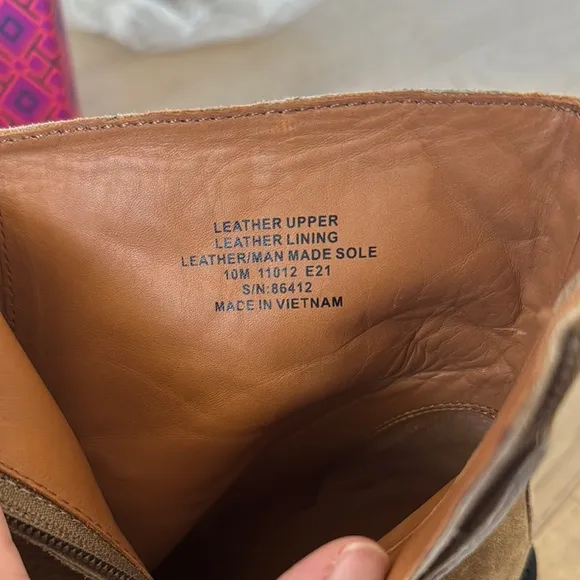 LEATHER UPPER
LEATHER LINING
LEATHER/MAN MADE SOLE
10M 11012 E21
S/N:86412
MADE IN VIETNAM